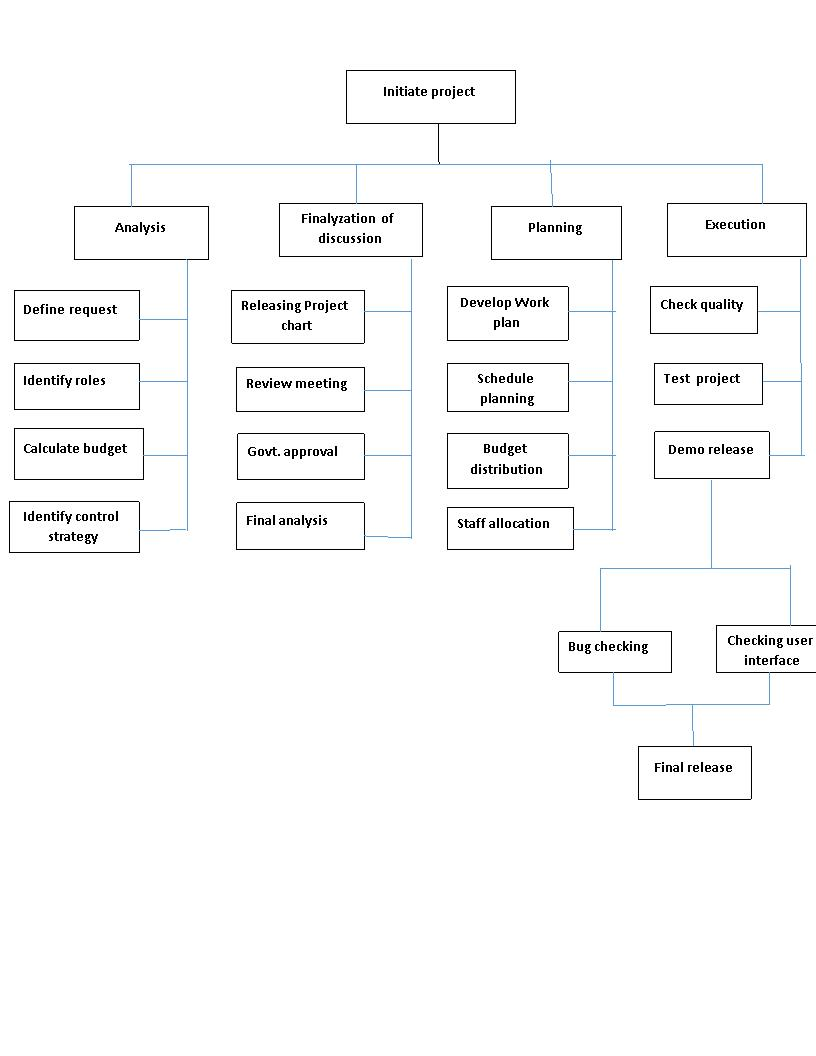 Initiate project
Analysis
Finalyzation of
discussion
Planning
Execution
Define request
Identify roles
Calculate budget
Identify control
strategy
Releasing Project
chart
Review meeting
Govt. approval
Final analysis
Develop Work
plan
Schedule
planning
Budget
distribution
Staff allocation
Check quality
Test project
Demo release
Bug checking
Checking user
interface
Final release